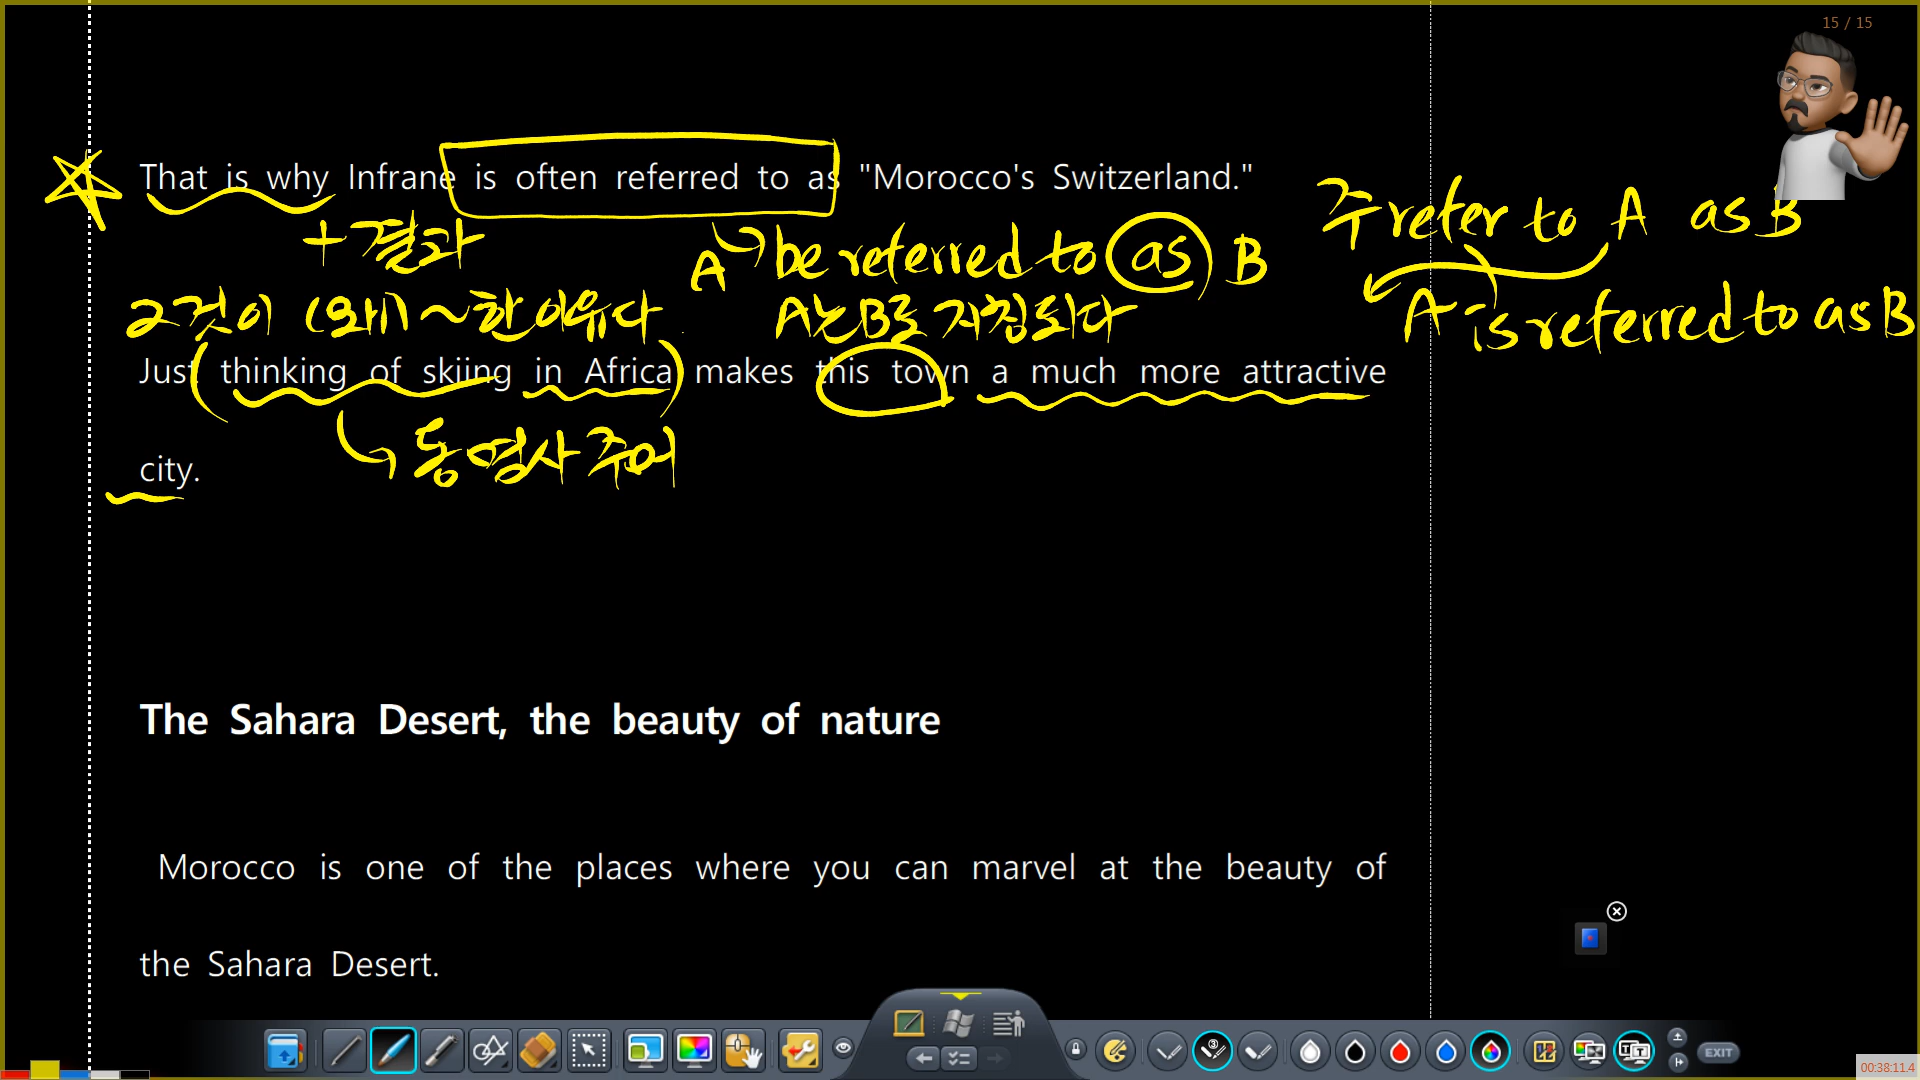 15 / 15
That is why Infrane is often referred to as "Morocco's Switzerland."
주 refer to A as B
+ 결과
A be referred to as B
그것이 (왜) ~한 이유다
A는 B로 지칭되다
A is referred to as B
Just thinking of skiing in Africa makes this town a much more attractive
동명사 주어
city.
The Sahara Desert, the beauty of nature
Morocco is one of the places where you can marvel at the beauty of
the Sahara Desert.
EXIT
00:38:11.4